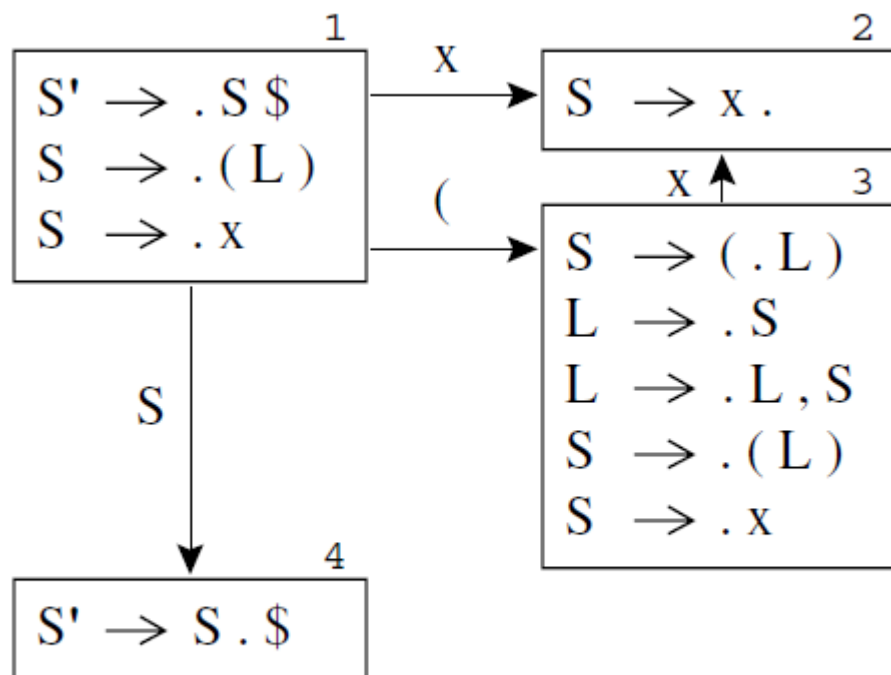 1
S' → . S $
S → . ( L )
S → . x
x
2
S → x .
(
x
3
S → ( . L )
L → . S
L → . L , S
S → . ( L )
S → . x
S
4
S' → S . $